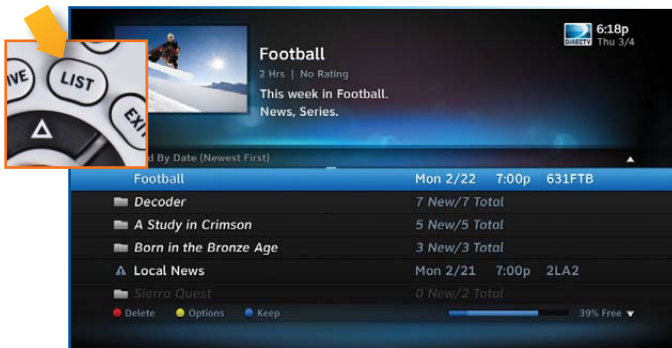 6:18p
DIRECTV Thu 3/4
Football
2 Hrs | No Rating
This week in Football.
News, Series.
LIST
d By Date (Newest First)
Football Mon 2/22 7:00p 631FTB
Decoder 7 New/7 Total
A Study in Crimson 5 New/5 Total
Born in the Bronze Age 3 New/3 Total
Local News Mon 2/21 7:00p 2LA2
Sierra Quest 0 New/2 Total
Delete Options Keep 39% Free